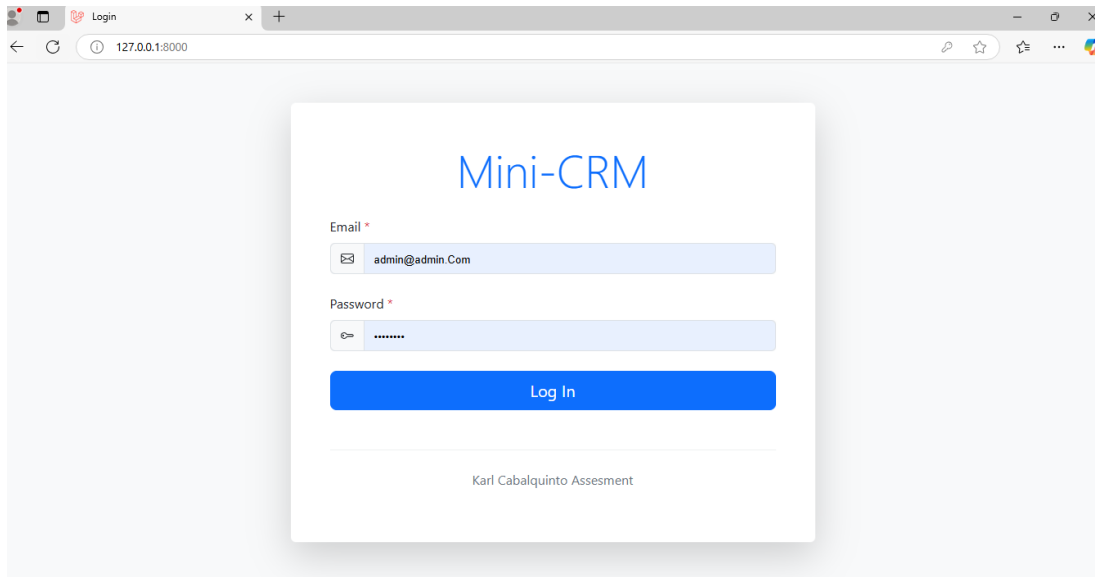 Login
127.0.0.1:8000
Mini-CRM
Email *
admin@admin.Com
Password *
••••••••
Log In
Karl Cabalquinto Assesment